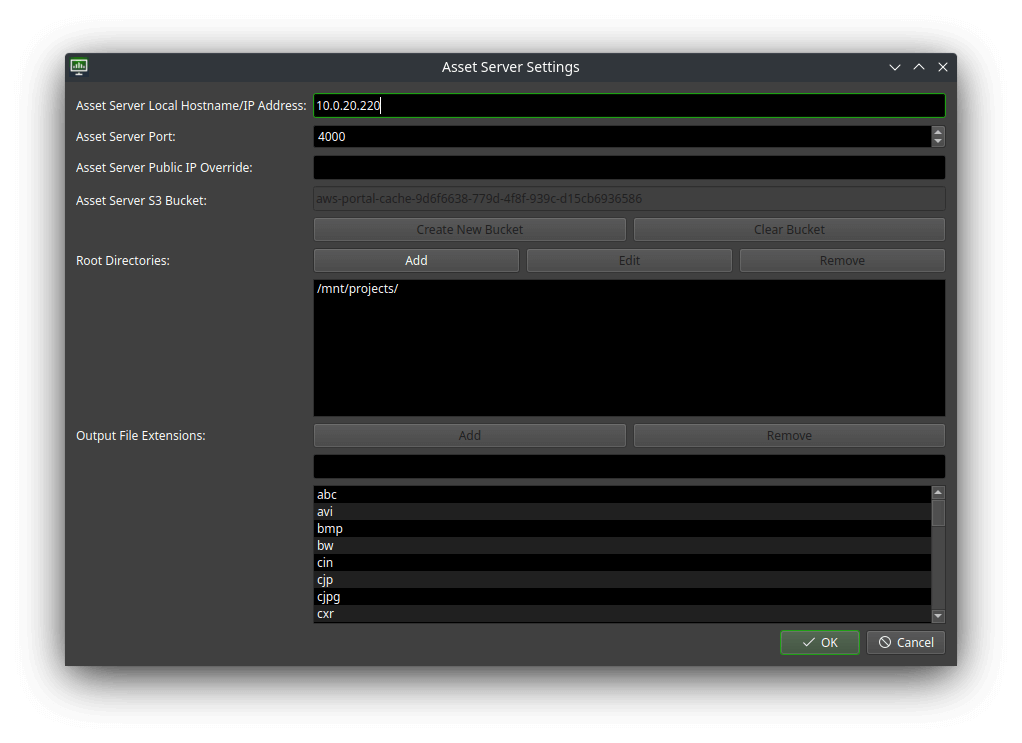 Asset Server Settings
Asset Server Local Hostname/IP Address: 10.0.20.220
Asset Server Port: 4000
Asset Server Public IP Override:
Asset Server S3 Bucket: aws-portal-cache-9d6f6638-779d-4f8f-939c-d15cb6936586
Create New Bucket Clear Bucket
Root Directories: Add Edit Remove
/mnt/projects/
Output File Extensions: Add Remove
abc
avi
bmp
bw
cin
cjp
cjpg
cxr
OK Cancel